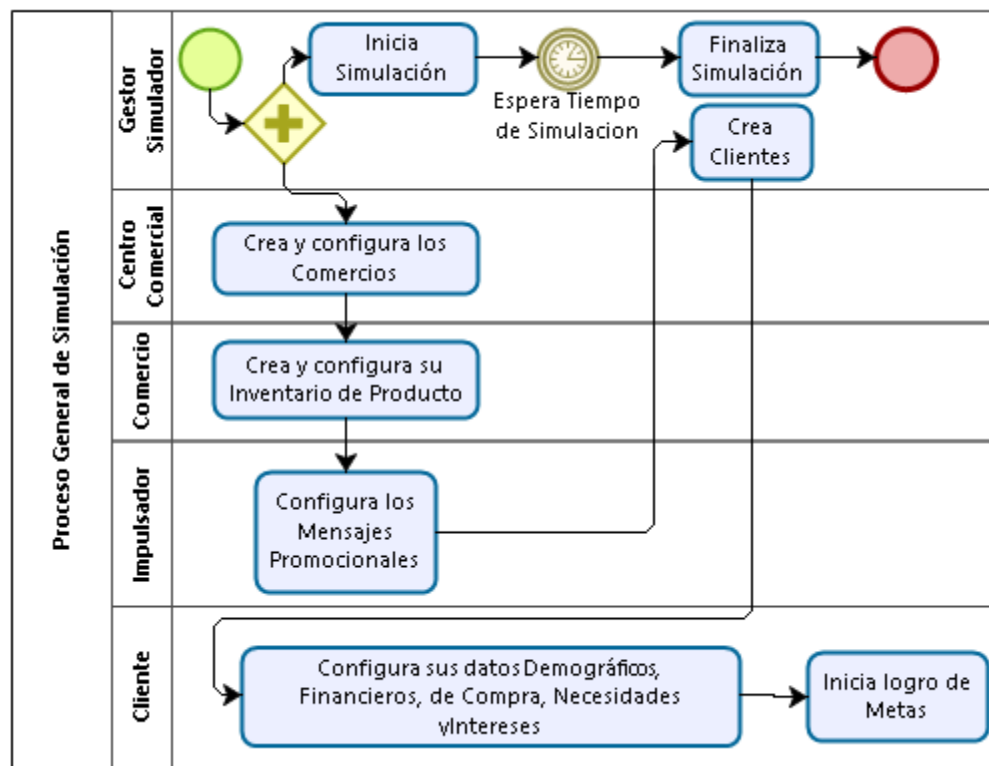 Proceso General de Simulación
Gestor
Simulador
Inicia
Simulación
Espera Tiempo
de Simulacion
Finaliza
Simulación
Crea
Clientes
Centro
Comercial
Crea y configura los
Comercios
Comercio
Crea y configura su
Inventario de Producto
Impulsador
Configura los
Mensajes
Promocionales
Cliente
Configura sus datos Demográficos,
Financieros, de Compra, Necesidades
yIntereses
Inicia logro de
Metas